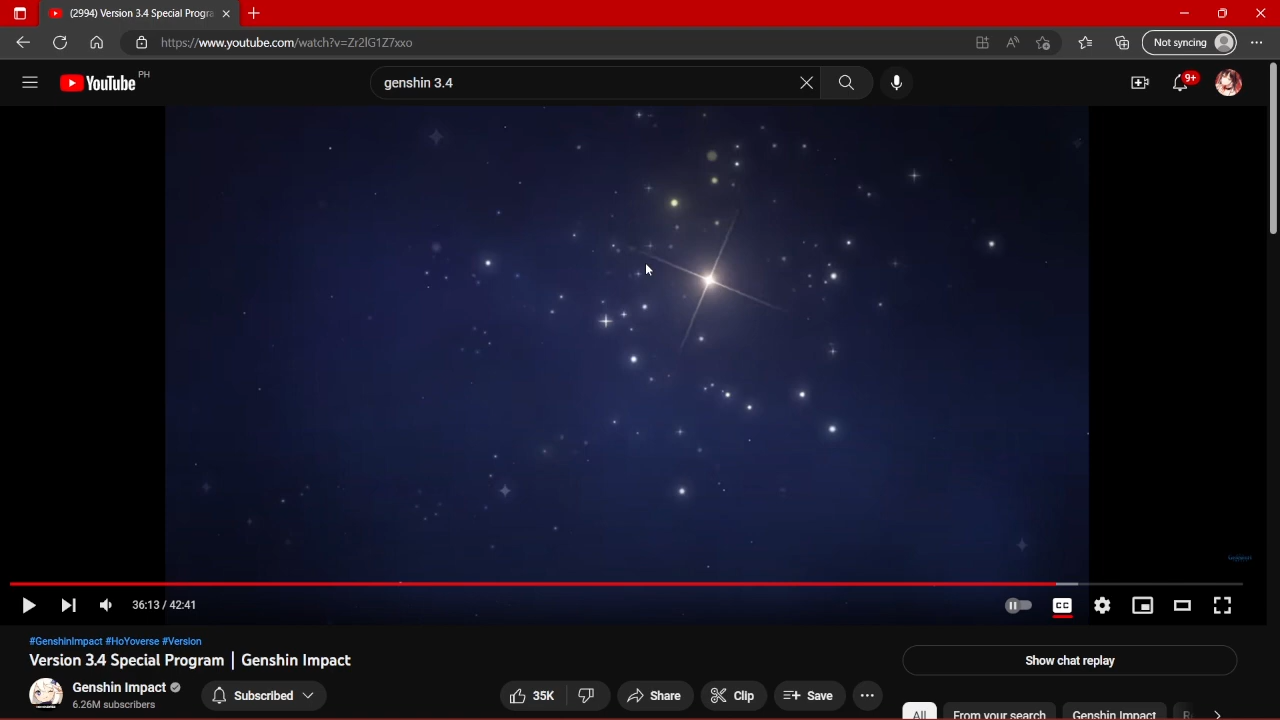 (2994) Version 3.4 Special Progra
https://www.youtube.com/watch?v=Zr2lG1Z7xxo
Not syncing
YouTube PH
genshin 3.4
9+
36:13 / 42:41
CC
#GenshinImpact #HoYoverse #Version
Version 3.4 Special Program | Genshin Impact
Show chat replay
Genshin Impact
6.26M subscribers
Subscribed
35K
Share
Clip
Save
All
From your search
Genshin Impact